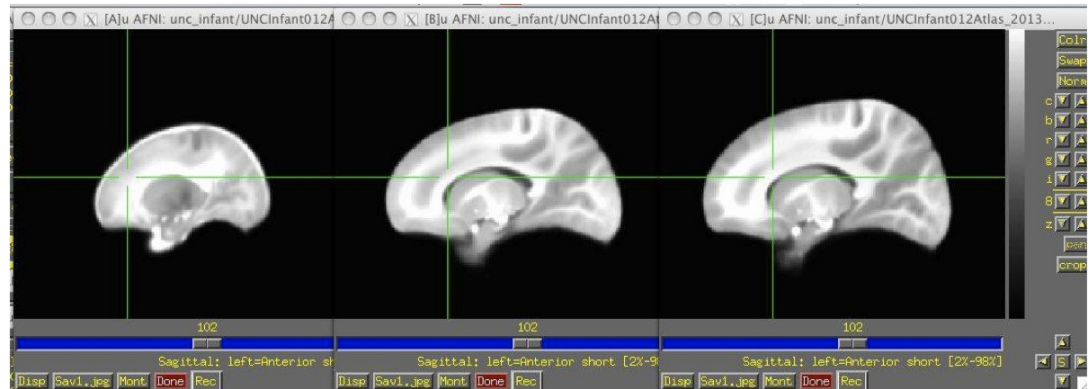 [A]u AFNI: unc_infant/UNCInfant012A
[B]u AFNI: unc_infant/UNCInfant012At
[C]u AFNI: unc_infant/UNCInfant012Atlas_2013...
Colr
Swap
Norm
c
b
r
g
i
8
z
pan
crop
102
102
102
Sagittal: left=Anterior sh
Sagittal: left=Anterior short [2%-9
Sagittal: left=Anterior short [2%-98%]
Disp Sav1.jpg Mont Done Rec
Disp Sav1.jpg Mont Done Rec
Disp Sav1.jpg Mont Done Rec
S